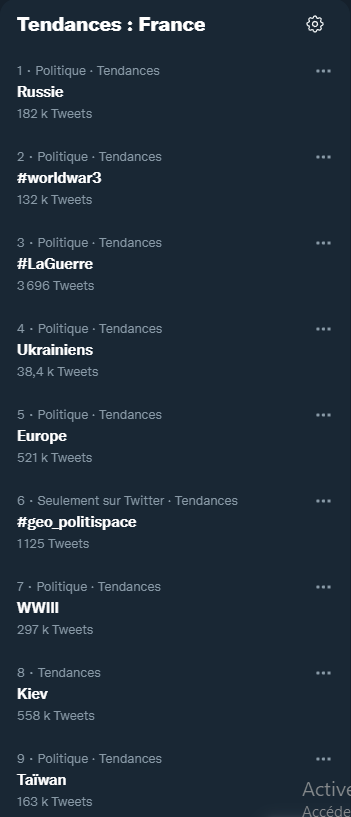 Tendances : France
1 · Politique · Tendances
Russie
182 k Tweets
2 · Politique · Tendances
#worldwar3
132 k Tweets
3 · Politique · Tendances
#LaGuerre
3 696 Tweets
4 · Politique · Tendances
Ukrainiens
38,4 k Tweets
5 · Politique · Tendances
Europe
521 k Tweets
6 · Seulement sur Twitter · Tendances
#geo_politispace
1 125 Tweets
7 · Politique · Tendances
WWIII
297 k Tweets
8 · Tendances
Kiev
558 k Tweets
9 · Politique · Tendances
Taïwan
163 k Tweets
Active
Accéde